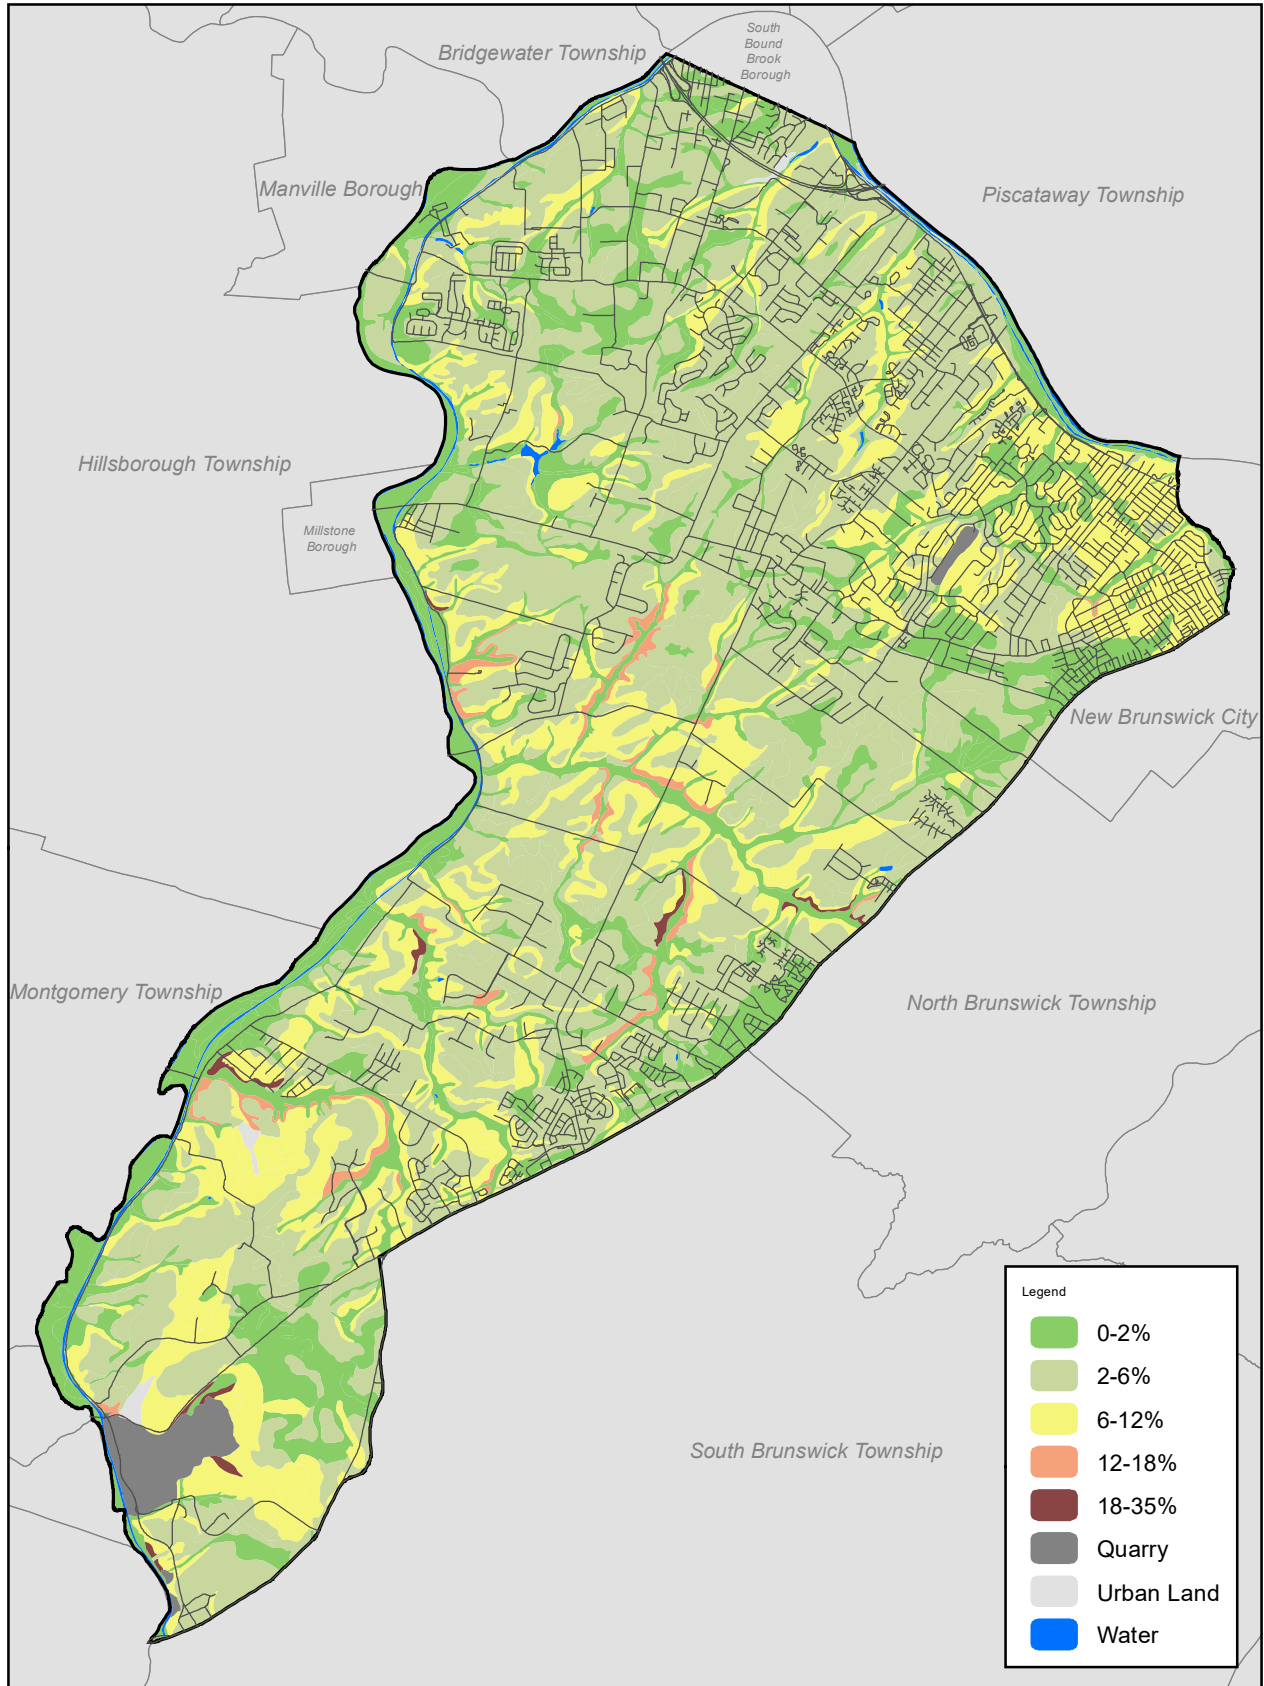 South
Bound
Brook
Borough
Bridgewater Township
Manville Borough
Piscataway Township
Hillsborough Township
Millstone
Borough
New Brunswick City
Montgomery Township
North Brunswick Township
South Brunswick Township
Legend
0-2%
2-6%
6-12%
12-18%
18-35%
Quarry
Urban Land
Water